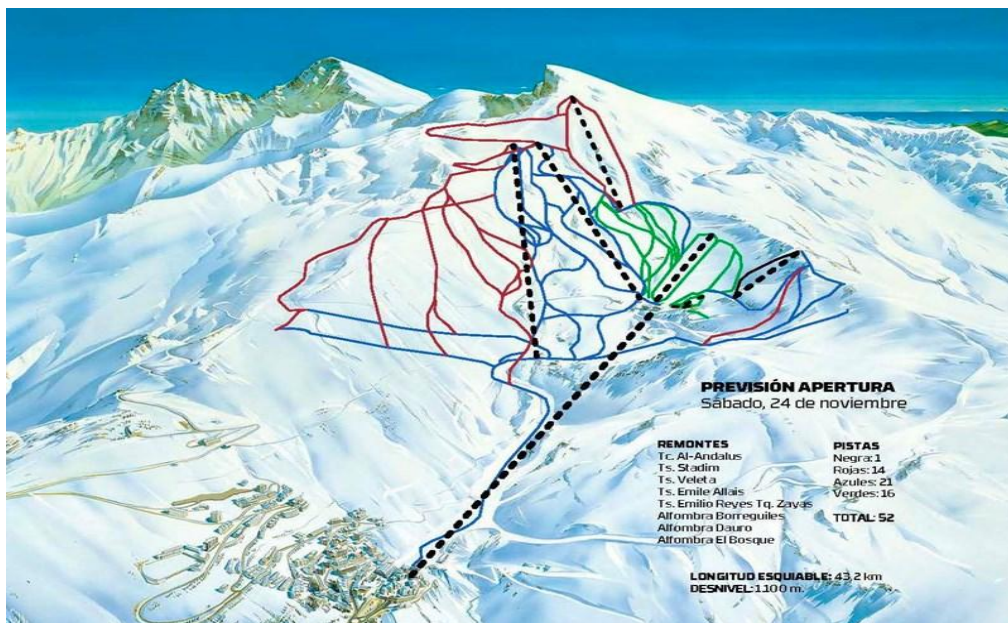 PREVISIÓN APERTURA
Sábado, 24 de noviembre
REMONTES
Tc. Al-Andalus
Ts. Stadim
Ts. Veleta
Ts. Emile Allais
Ts. Emilio Reyes Tq. Zayas
Alfombra Borreguiles
Alfombra Dauro
Alfombra El Bosque
PISTAS
Negra: 1
Rojas: 14
Azules: 21
Verdes: 16
TOTAL: 52
LONGITUD ESQUIABLE: 43,2 km
DESNIVEL: 1.100 m.